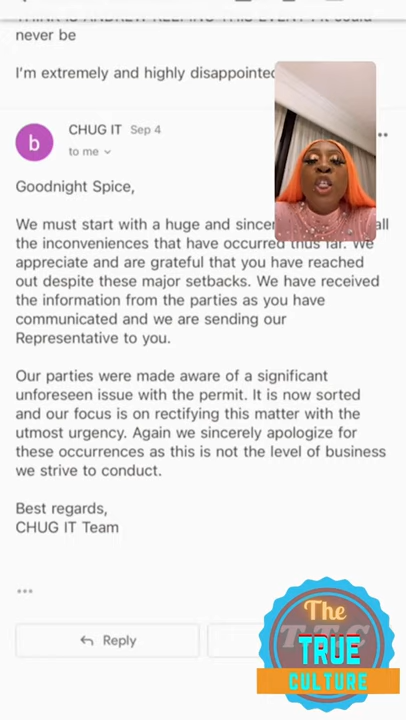 never be
I'm extremely and highly disappointed
CHUG IT Sep 4
b
to me
Goodnight Spice,
We must start with a huge and all
the inconveniences that have occurred thus far. We
appreciate and are grateful that you have reached
out despite these major setbacks. We have received
the information from the parties as you have
communicated and we are sending our
Representative to you.
Our parties were made aware of a significant
unforeseen issue with the permit. It is now sorted
and our focus is on rectifying this matter with the
utmost urgency. Again we sincerely apologize for
these occurrences as this is not the level of business
we strive to conduct.
Best regards,
CHUG IT Team
Reply
The
TTC
TRUE
CULTURE